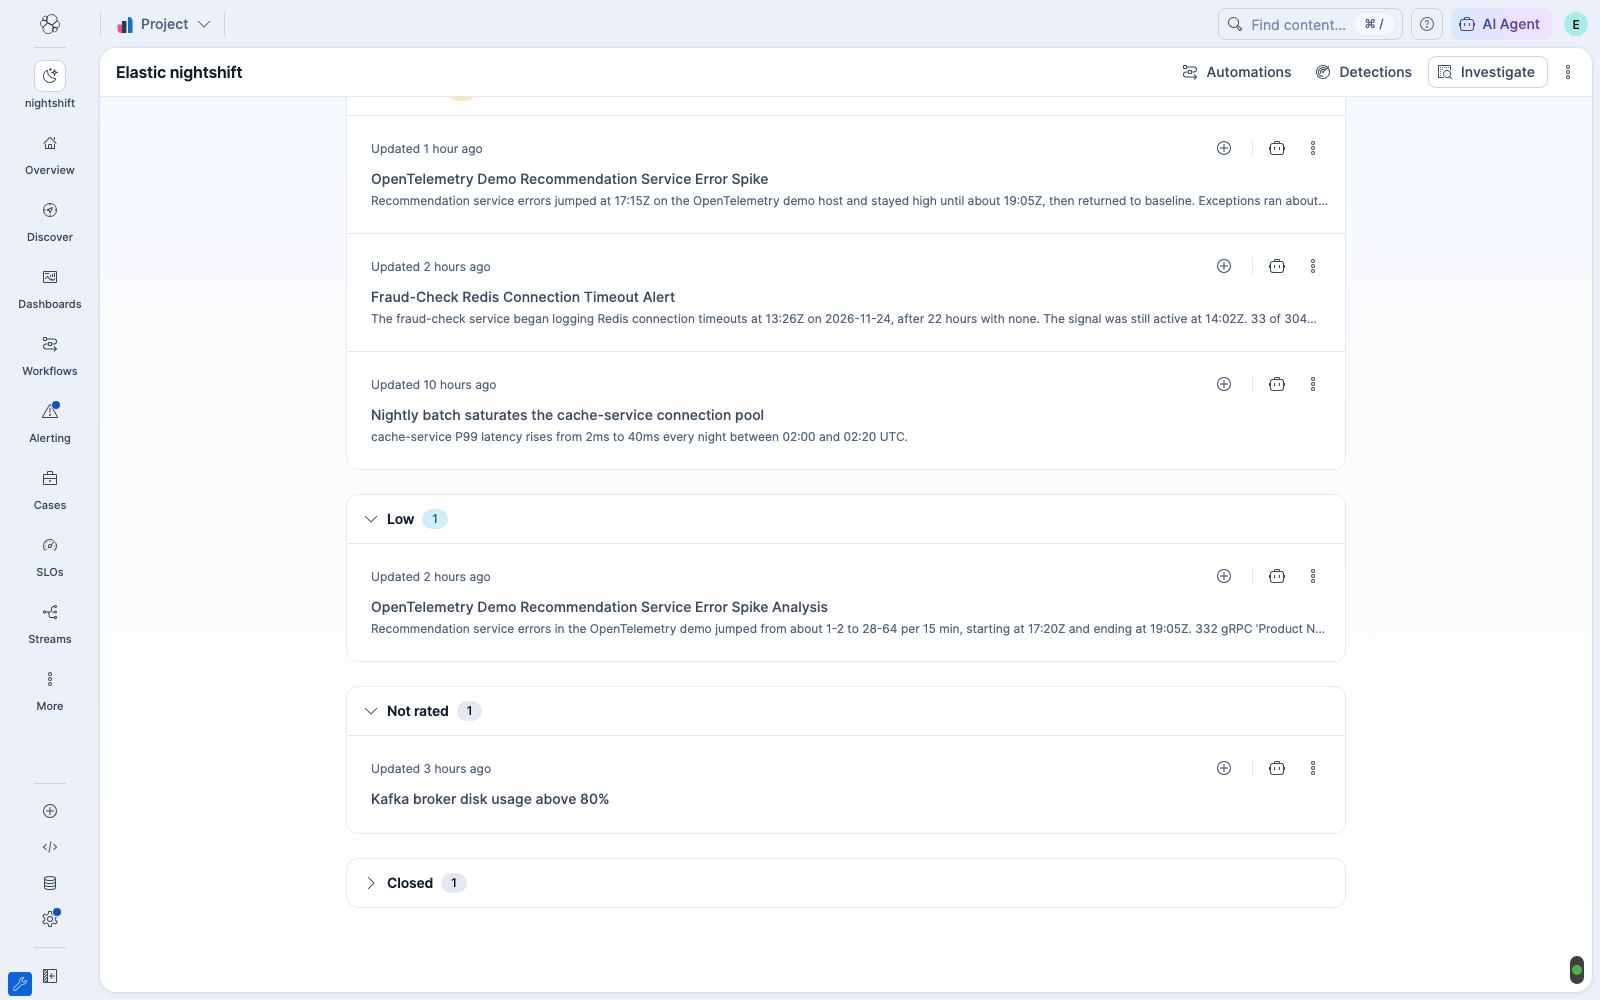 Project
Find content...
⌘ /
AI Agent
E
nightshift
Overview
Discover
Dashboards
Workflows
Alerting
Cases
SLOs
Streams
More
Elastic nightshift
Automations
Detections
Investigate
Updated 1 hour ago
OpenTelemetry Demo Recommendation Service Error Spike
Recommendation service errors jumped at 17:15Z on the OpenTelemetry demo host and stayed high until about 19:05Z, then returned to baseline. Exceptions ran about...
Updated 2 hours ago
Fraud-Check Redis Connection Timeout Alert
The fraud-check service began logging Redis connection timeouts at 13:26Z on 2026-11-24, after 22 hours with none. The signal was still active at 14:02Z. 33 of 304...
Updated 10 hours ago
Nightly batch saturates the cache-service connection pool
cache-service P99 latency rises from 2ms to 40ms every night between 02:00 and 02:20 UTC.
Low 1
Updated 2 hours ago
OpenTelemetry Demo Recommendation Service Error Spike Analysis
Recommendation service errors in the OpenTelemetry demo jumped from about 1-2 to 28-64 per 15 min, starting at 17:20Z and ending at 19:05Z. 332 gRPC 'Product N...
Not rated 1
Updated 3 hours ago
Kafka broker disk usage above 80%
Closed 1